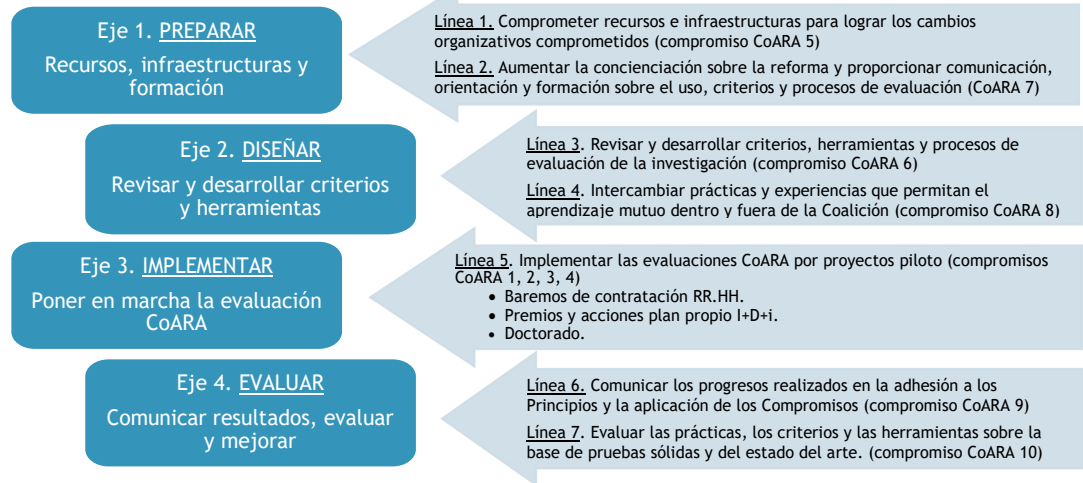 Eje 1. PREPARAR
Recursos, infraestructuras y
formación
Línea 1. Comprometer recursos e infraestructuras para lograr los cambios
organizativos comprometidos (compromiso CoARA 5)
Línea 2. Aumentar la concienciación sobre la reforma y proporcionar comunicación,
orientación y formación sobre el uso, criterios y procesos de evaluación (CoARA 7)
Eje 2. DISEÑAR
Revisar y desarrollar criterios
y herramientas
Línea 3. Revisar y desarrollar criterios, herramientas y procesos de
evaluación de la investigación (compromiso CoARA 6)
Línea 4. Intercambiar prácticas y experiencias que permitan el
aprendizaje mutuo dentro y fuera de la Coalición (compromiso CoARA 8)
Eje 3. IMPLEMENTAR
Poner en marcha la evaluación
CoARA
Línea 5. Implementar las evaluaciones CoARA por proyectos piloto (compromisos
CoARA 1, 2, 3, 4)
• Baremos de contratación RR.HH.
• Premios y acciones plan propio I+D+i.
• Doctorado.
Eje 4. EVALUAR
Comunicar resultados, evaluar
y mejorar
Línea 6. Comunicar los progresos realizados en la adhesión a los
Principios y la aplicación de los Compromisos (compromiso CoARA 9)
Línea 7. Evaluar las prácticas, los criterios y las herramientas sobre la
base de pruebas sólidas y del estado del arte. (compromiso CoARA 10)